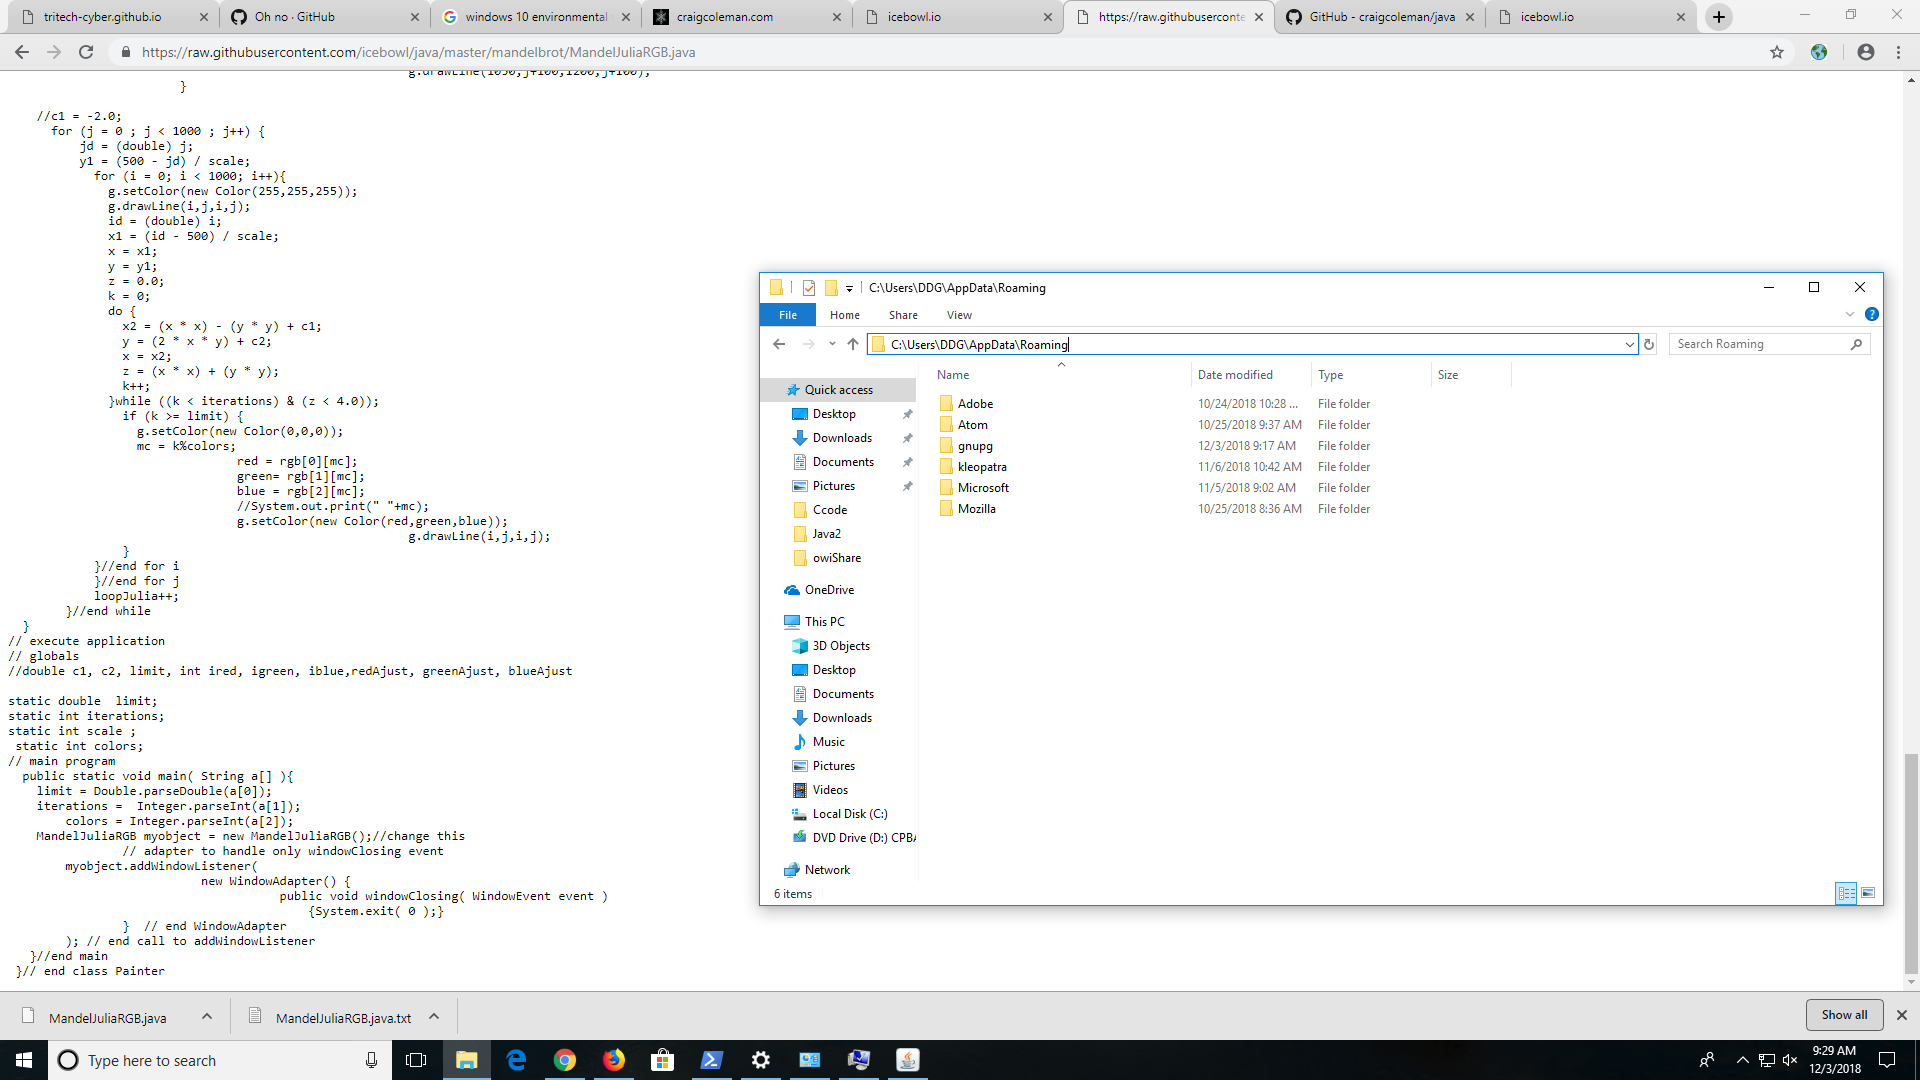 tritech-cyber.github.io
Oh no · GitHub
windows 10 environmental
craigcoleman.com
icebowl.io
https://raw.githubuserconte
GitHub - craigcoleman/java
icebowl.io
https://raw.githubusercontent.com/icebowl/java/master/mandelbrot/MandelJuliaRGB.java
g.drawLine(1050,j+100,1200,j+100);
}
//c1 = -2.0;
for (j = 0 ; j < 1000 ; j++) {
jd = (double) j;
y1 = (500 - jd) / scale;
for (i = 0; i < 1000; i++){
g.setColor(new Color(255,255,255));
g.drawLine(i,j,i,j);
id = (double) i;
x1 = (id - 500) / scale;
x = x1;
y = y1;
z = 0.0;
k = 0;
do {
x2 = (x * x) - (y * y) + c1;
y = (2 * x * y) + c2;
x = x2;
z = (x * x) + (y * y);
k++;
}while ((k < iterations) & (z < 4.0));
if (k >= limit) {
g.setColor(new Color(0,0,0));
mc = k%colors;
red = rgb[0][mc];
green= rgb[1][mc];
blue = rgb[2][mc];
//System.out.print(" "+mc);
g.setColor(new Color(red,green,blue));
g.drawLine(i,j,i,j);
}
}//end for i
}//end for j
loopJulia++;
}//end while
}
// execute application
// globals
//double c1, c2, limit, int ired, igreen, iblue,redAjust, greenAjust, blueAjust
static double  limit;
static int iterations;
static int scale ;
static int colors;
// main program
public static void main( String a[] ){
limit = Double.parseDouble(a[0]);
iterations =  Integer.parseInt(a[1]);
colors = Integer.parseInt(a[2]);
MandelJuliaRGB myobject = new MandelJuliaRGB();//change this
// adapter to handle only windowClosing event
myobject.addWindowListener(
new WindowAdapter() {
public void windowClosing( WindowEvent event )
{System.exit( 0 );}
}  // end WindowAdapter
); // end call to addWindowListener
}//end main
}// end class Painter
C:\Users\DDG\AppData\Roaming
File Home Share View
C:\Users\DDG\AppData\Roaming
Search Roaming
Name Date modified Type Size
Adobe 10/24/2018 10:28 ... File folder
Atom 10/25/2018 9:37 AM File folder
gnupg 12/3/2018 9:17 AM File folder
kleopatra 11/6/2018 10:42 AM File folder
Microsoft 11/5/2018 9:02 AM File folder
Mozilla 10/25/2018 8:36 AM File folder
Quick access
Desktop
Downloads
Documents
Pictures
Ccode
Java2
owiShare
OneDrive
This PC
3D Objects
Desktop
Documents
Downloads
Music
Pictures
Videos
Local Disk (C:)
DVD Drive (D:) CPBA
Network
6 items
MandelJuliaRGB.java
MandelJuliaRGB.java.txt
Show all
Type here to search
9:29 AM
12/3/2018